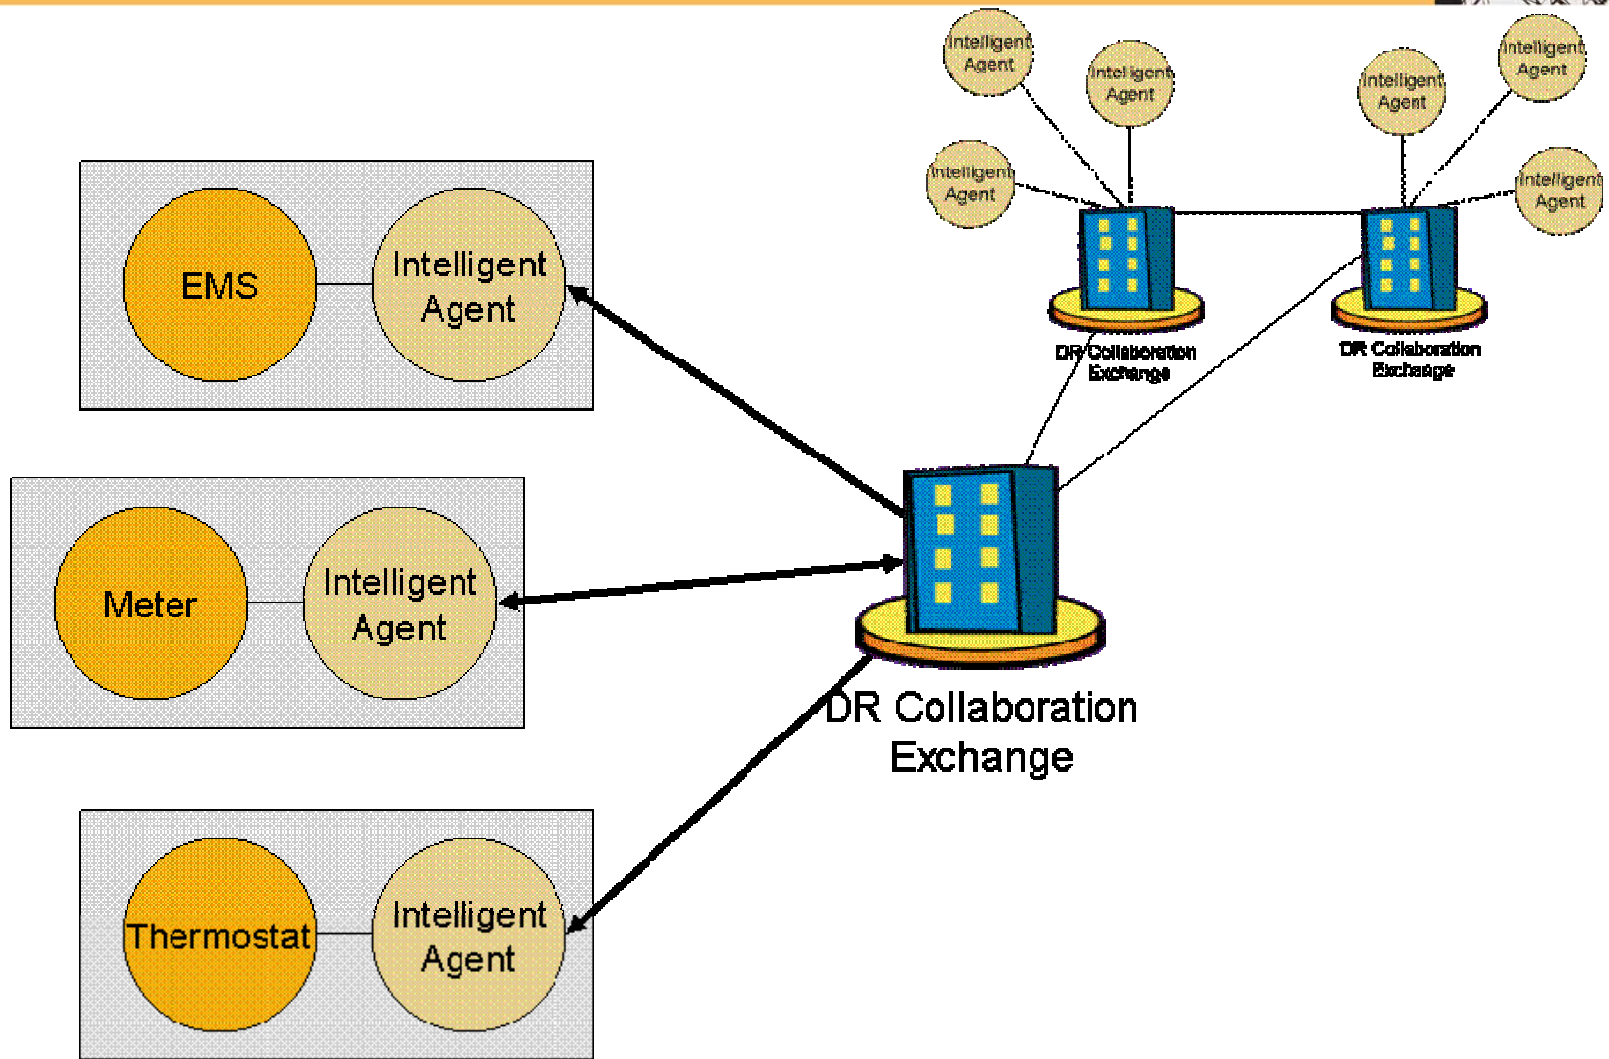 Intelligent
Agent
Intelligent
Agent
Intelligent
Agent
Intelligent
Agent
Intelligent
Agent
Intelligent
Agent
DR Collaboration
Exchange
DR Collaboration
Exchange
EMS
Intelligent
Agent
Meter
Intelligent
Agent
DR Collaboration
Exchange
Thermostat
Intelligent
Agent